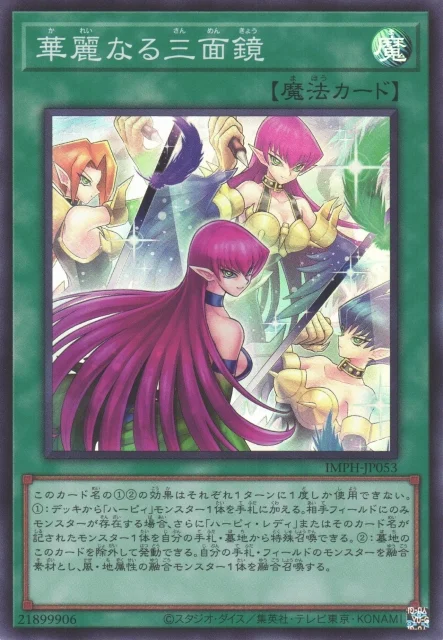 華麗なる三面鏡
魔
【魔法カード】
IMPH-JP053
このカード名の①②の効果はそれぞれ1ターンに1度しか使用できない。
①:デッキから「ハーピィ」モンスター1体を手札に加える。相手フィールドにのみ
モンスターが存在する場合、さらに「ハーピィ・レディ」またはそのカード名が
記されたモンスター1体を自分の手札・墓地から特殊召喚できる。②:墓地の
このカードを除外して発動できる。自分の手札・フィールドのモンスターを融合
素材とし、風・地属性の融合モンスター1体を融合召喚する。
21899906
©スタジオ・ダイス/集英社・テレビ東京・KONAMI